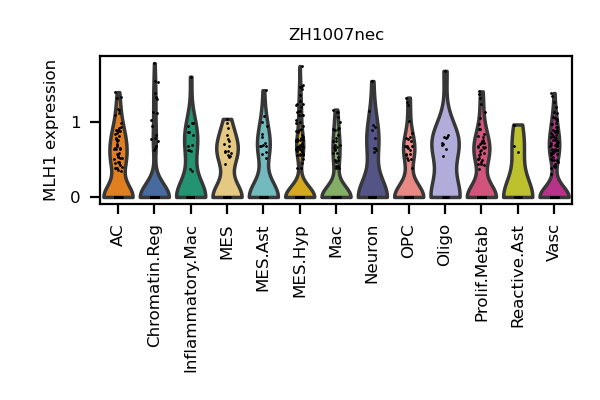 ZH1007nec
MLH1 expression
1
0
AC
Chromatin.Reg
Inflammatory.Mac
MES
MES.Ast
MES.Hyp
Mac
Neuron
OPC
Oligo
Prolif.Metab
Reactive.Ast
Vasc